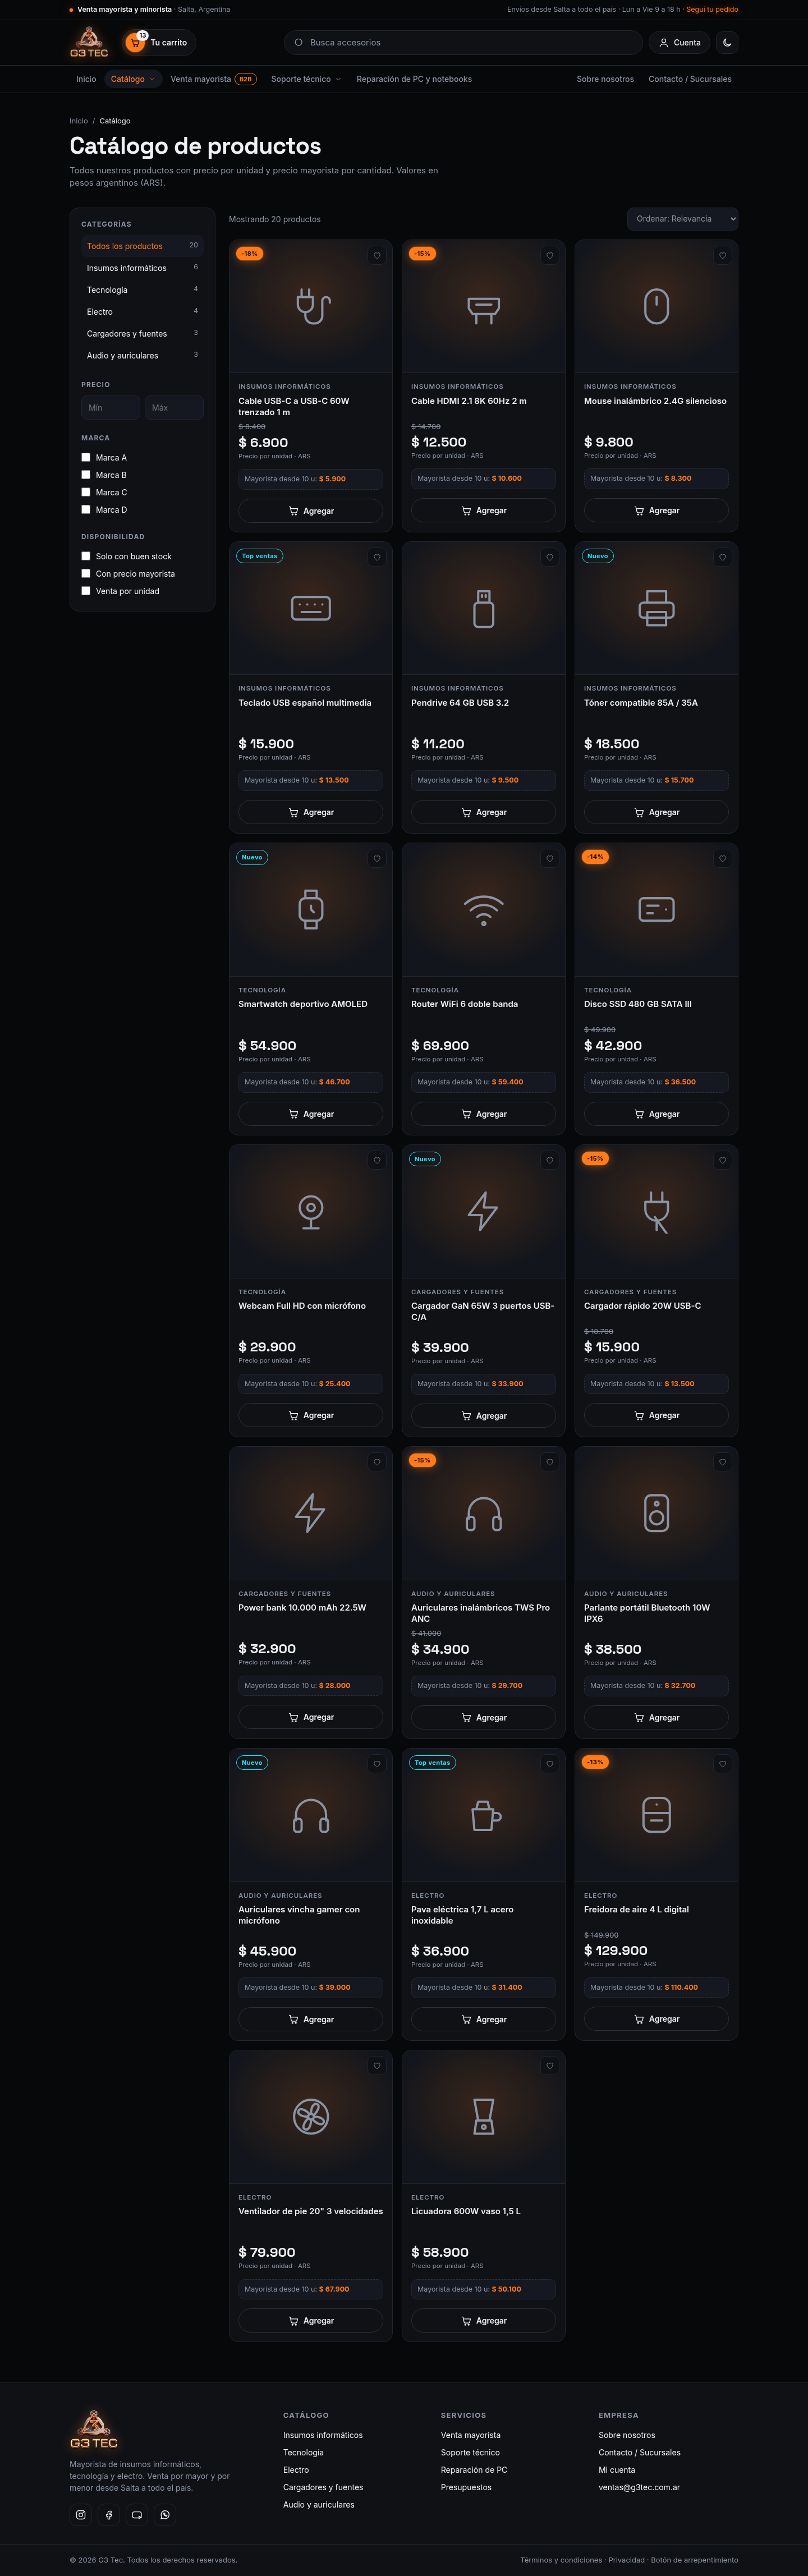 Venta mayorista y minorista · Salta, Argentina
Envíos desde Salta a todo el país · Lun a Vie 9 a 18 h · Seguí tu pedido
G3 TEC
13
Tu carrito
Busca accesorios
Cuenta
Inicio
Catálogo
Venta mayorista B2B
Soporte técnico
Reparación de PC y notebooks
Sobre nosotros
Contacto / Sucursales
Inicio / Catálogo
Catálogo de productos
Todos nuestros productos con precio por unidad y precio mayorista por cantidad. Valores en
pesos argentinos (ARS).
CATEGORÍAS
Todos los productos 20
Insumos informáticos 6
Tecnología 4
Electro 4
Cargadores y fuentes 3
Audio y auriculares 3
PRECIO
Mín
Máx
MARCA
Marca A
Marca B
Marca C
Marca D
DISPONIBILIDAD
Solo con buen stock
Con precio mayorista
Venta por unidad
Mostrando 20 productos
Ordenar: Relevancia
-18%
INSUMOS INFORMÁTICOS
Cable USB-C a USB-C 60W
trenzado 1 m
$ 8.400
$ 6.900
Precio por unidad · ARS
Mayorista desde 10 u: $ 5.900
Agregar
-15%
INSUMOS INFORMÁTICOS
Cable HDMI 2.1 8K 60Hz 2 m
$ 14.700
$ 12.500
Precio por unidad · ARS
Mayorista desde 10 u: $ 10.600
Agregar
INSUMOS INFORMÁTICOS
Mouse inalámbrico 2.4G silencioso
$ 9.800
Precio por unidad · ARS
Mayorista desde 10 u: $ 8.300
Agregar
Top ventas
INSUMOS INFORMÁTICOS
Teclado USB español multimedia
$ 15.900
Precio por unidad · ARS
Mayorista desde 10 u: $ 13.500
Agregar
INSUMOS INFORMÁTICOS
Pendrive 64 GB USB 3.2
$ 11.200
Precio por unidad · ARS
Mayorista desde 10 u: $ 9.500
Agregar
Nuevo
INSUMOS INFORMÁTICOS
Tóner compatible 85A / 35A
$ 18.500
Precio por unidad · ARS
Mayorista desde 10 u: $ 15.700
Agregar
Nuevo
TECNOLOGÍA
Smartwatch deportivo AMOLED
$ 54.900
Precio por unidad · ARS
Mayorista desde 10 u: $ 46.700
Agregar
TECNOLOGÍA
Router WiFi 6 doble banda
$ 69.900
Precio por unidad · ARS
Mayorista desde 10 u: $ 59.400
Agregar
-14%
TECNOLOGÍA
Disco SSD 480 GB SATA III
$ 49.900
$ 42.900
Precio por unidad · ARS
Mayorista desde 10 u: $ 36.500
Agregar
TECNOLOGÍA
Webcam Full HD con micrófono
$ 29.900
Precio por unidad · ARS
Mayorista desde 10 u: $ 25.400
Agregar
Nuevo
CARGADORES Y FUENTES
Cargador GaN 65W 3 puertos USB-
C/A
$ 39.900
Precio por unidad · ARS
Mayorista desde 10 u: $ 33.900
Agregar
-15%
CARGADORES Y FUENTES
Cargador rápido 20W USB-C
$ 18.700
$ 15.900
Precio por unidad · ARS
Mayorista desde 10 u: $ 13.500
Agregar
CARGADORES Y FUENTES
Power bank 10.000 mAh 22.5W
$ 32.900
Precio por unidad · ARS
Mayorista desde 10 u: $ 28.000
Agregar
-15%
AUDIO Y AURICULARES
Auriculares inalámbricos TWS Pro
ANC
$ 41.000
$ 34.900
Precio por unidad · ARS
Mayorista desde 10 u: $ 29.700
Agregar
AUDIO Y AURICULARES
Parlante portátil Bluetooth 10W
IPX6
$ 38.500
Precio por unidad · ARS
Mayorista desde 10 u: $ 32.700
Agregar
Nuevo
AUDIO Y AURICULARES
Auriculares vincha gamer con
micrófono
$ 45.900
Precio por unidad · ARS
Mayorista desde 10 u: $ 39.000
Agregar
Top ventas
ELECTRO
Pava eléctrica 1,7 L acero
inoxidable
$ 36.900
Precio por unidad · ARS
Mayorista desde 10 u: $ 31.400
Agregar
-13%
ELECTRO
Freidora de aire 4 L digital
$ 149.900
$ 129.900
Precio por unidad · ARS
Mayorista desde 10 u: $ 110.400
Agregar
ELECTRO
Ventilador de pie 20" 3 velocidades
$ 79.900
Precio por unidad · ARS
Mayorista desde 10 u: $ 67.900
Agregar
ELECTRO
Licuadora 600W vaso 1,5 L
$ 58.900
Precio por unidad · ARS
Mayorista desde 10 u: $ 50.100
Agregar
G3 TEC
Mayorista de insumos informáticos,
tecnología y electro. Venta por mayor y por
menor desde Salta a todo el país.
CATÁLOGO
Insumos informáticos
Tecnología
Electro
Cargadores y fuentes
Audio y auriculares
SERVICIOS
Venta mayorista
Soporte técnico
Reparación de PC
Presupuestos
EMPRESA
Sobre nosotros
Contacto / Sucursales
Mi cuenta
ventas@g3tec.com.ar
© 2026 G3 Tec. Todos los derechos reservados.
Términos y condiciones · Privacidad · Botón de arrepentimiento